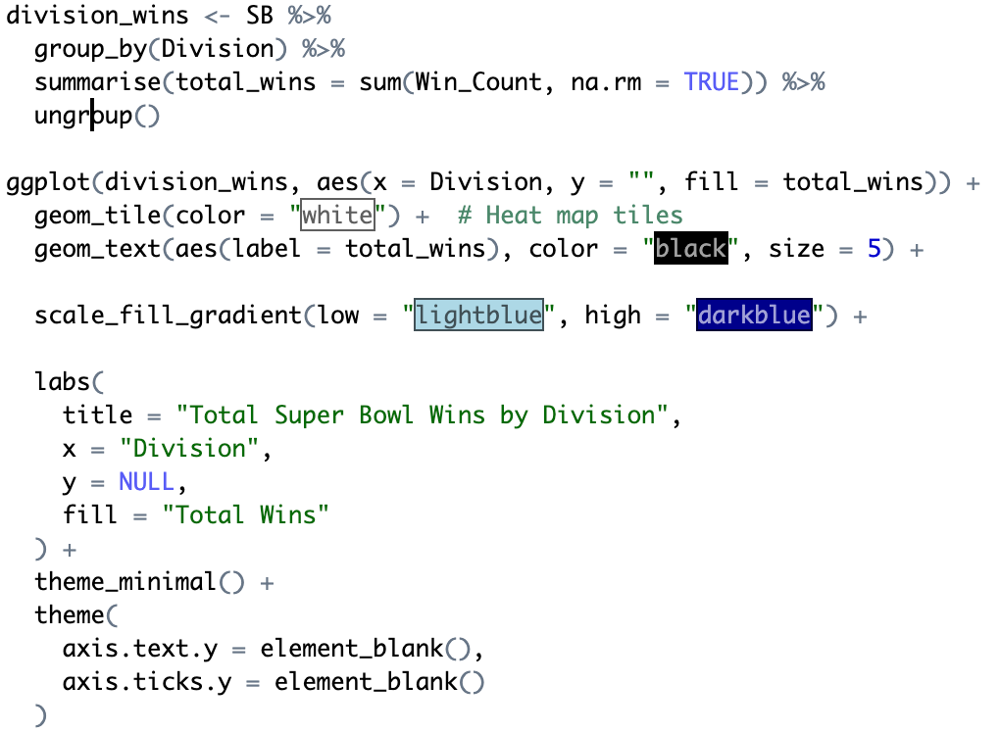 division_wins <- SB %>%
  group_by(Division) %>%
  summarise(total_wins = sum(Win_Count, na.rm = TRUE)) %>%
  ungroup()

ggplot(division_wins, aes(x = Division, y = "", fill = total_wins)) +
  geom_tile(color = "white") +  # Heat map tiles
  geom_text(aes(label = total_wins), color = "black", size = 5) +

  scale_fill_gradient(low = "lightblue", high = "darkblue") +

  labs(
    title = "Total Super Bowl Wins by Division",
    x = "Division",
    y = NULL,
    fill = "Total Wins"
  ) +
  theme_minimal() +
  theme(
    axis.text.y = element_blank(),
    axis.ticks.y = element_blank()
  )